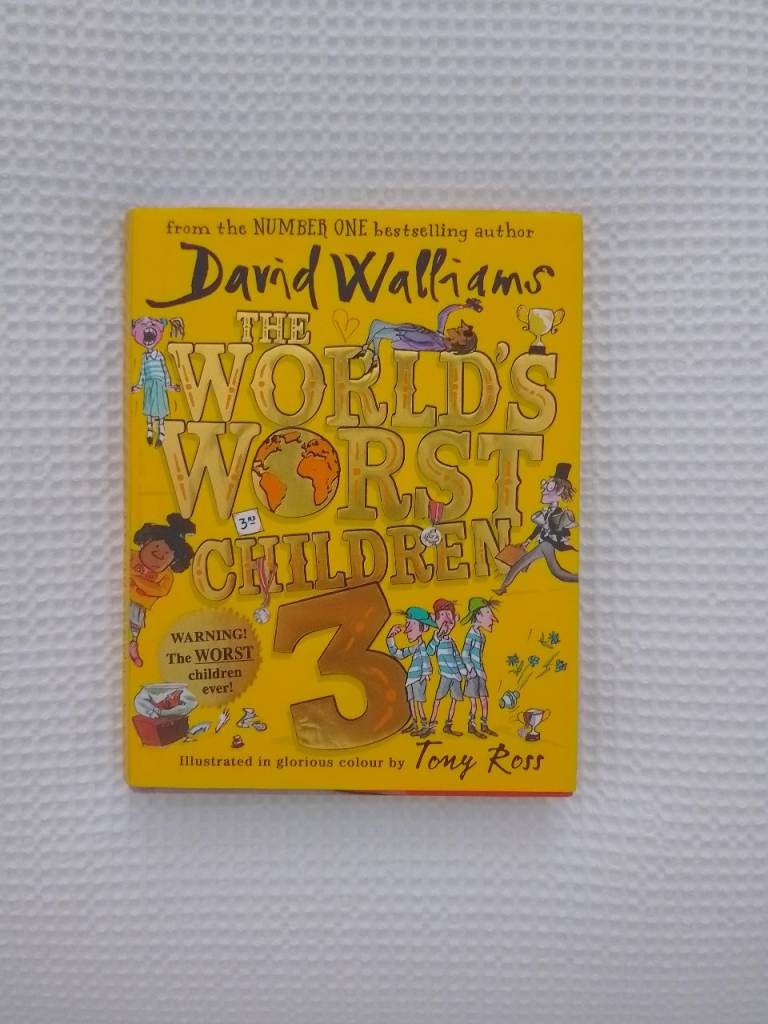 from the NUMBER ONE bestselling author
David Walliams
THE
WORLD'S
WORST
3RD
CHILDREN
3
WARNING!
The WORST
children
ever!
Illustrated in glorious colour by Tony Ross